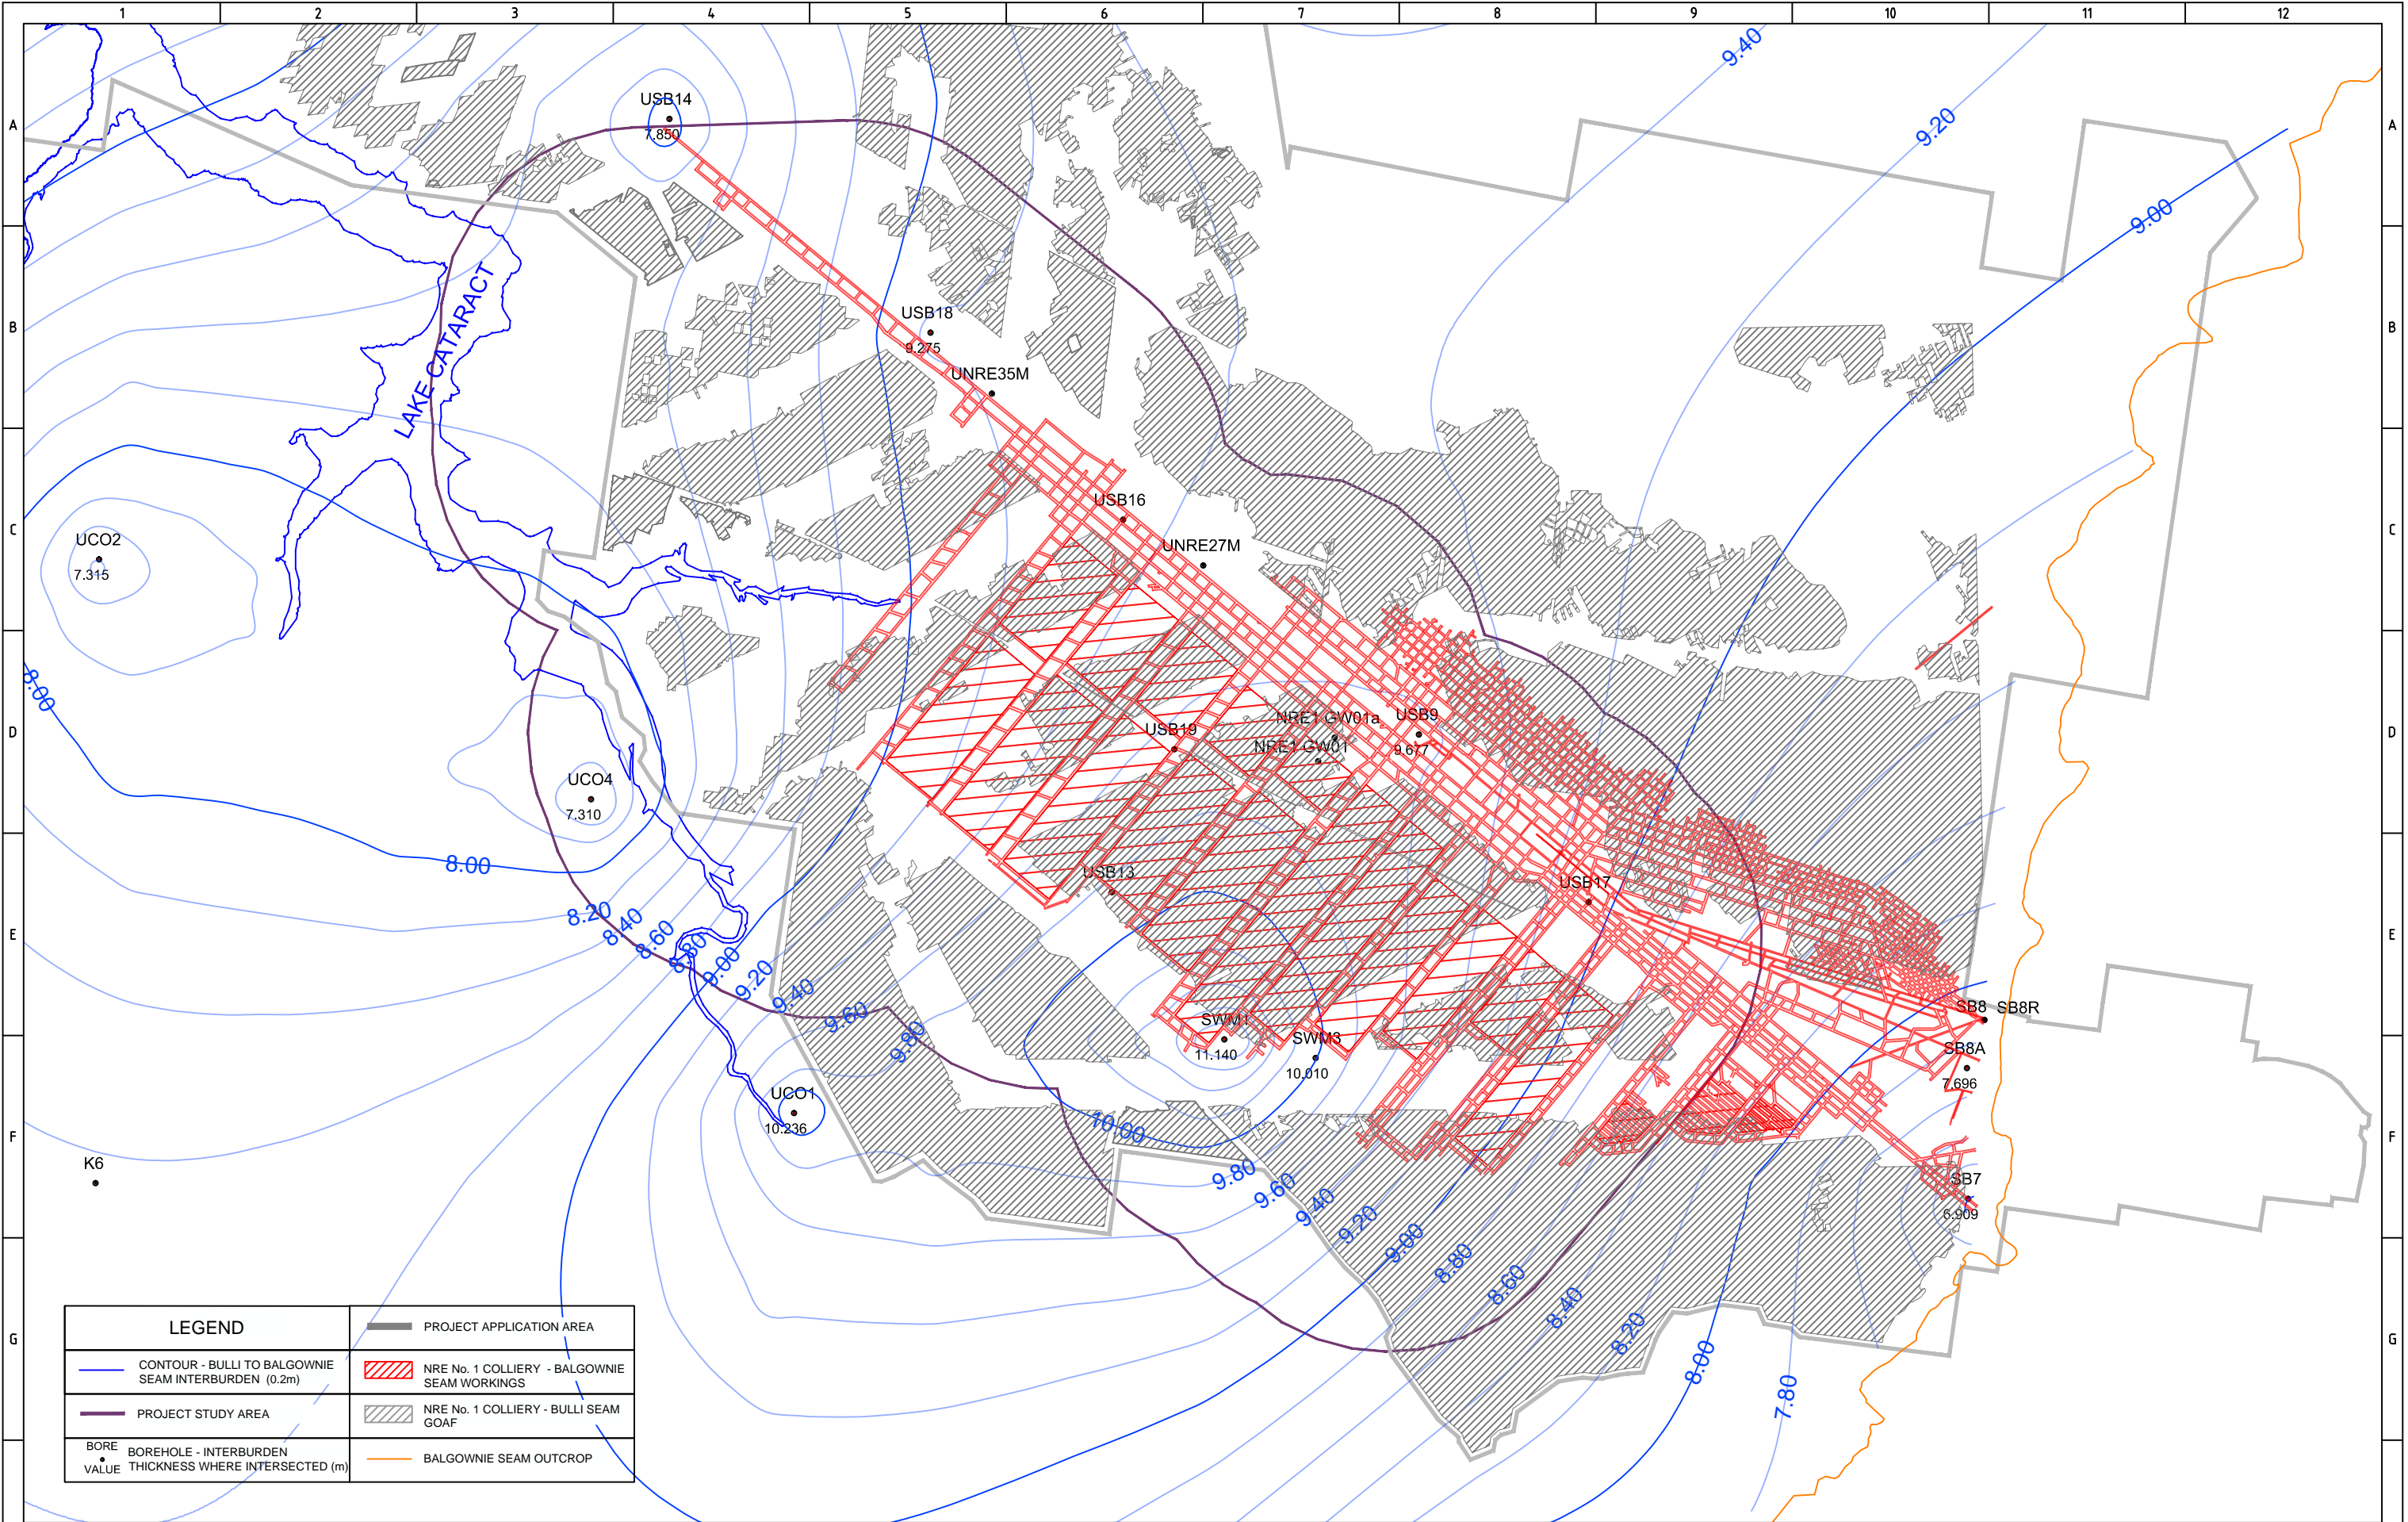 1 2 3 4 5 6 7 8 9 10 11 12
9.40
USB14
A A
7.850
9.20
9.00
LAKE CATARACT
USB18
B B
9.275
UNRE35M
USB16
C C
UCO2
UNRE27M
7.315
8.00
NRE1 GW01a
USB9
USB19
D D
NRE1 GW01
9.677
UCO4
7.310
8.00
USB13
USB17
8.20
8.40
8.60
8.80
9.00
9.20
9.40
9.60
9.80
E E
SB8 SB8R
SWM1
SWM3
11.140
10.010
SB8A
7.696
UCO1
10.236
10.00
F F
K6
9.80
9.60
9.40
9.20
9.00
8.80
8.60
8.40
8.20
8.00
7.80
SB7
6.909
G G
LEGEND
PROJECT APPLICATION AREA
CONTOUR - BULLI TO BALGOWNIE
SEAM INTERBURDEN (0.2m)
NRE No. 1 COLLIERY - BALGOWNIE
SEAM WORKINGS
PROJECT STUDY AREA
NRE No. 1 COLLIERY - BULLI SEAM
GOAF
BORE
VALUE
BOREHOLE - INTERBURDEN
THICKNESS WHERE INTERSECTED (m)
BALGOWNIE SEAM OUTCROP